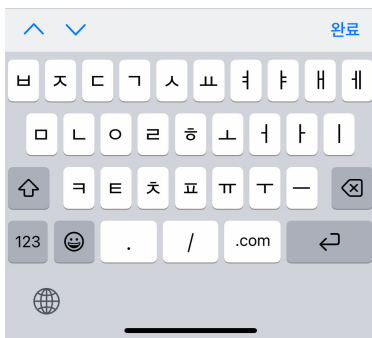 완료
ㅂ ㅈ ㄷ ㄱ ㅅ ㅛ ㅕ ㅑ ㅐ ㅔ
ㅁ ㄴ ㅇ ㄹ ㅎ ㅗ ㅓ ㅏ ㅣ
ㅋ ㅌ ㅊ ㅍ ㅠ ㅜ ㅡ
123 . / .com